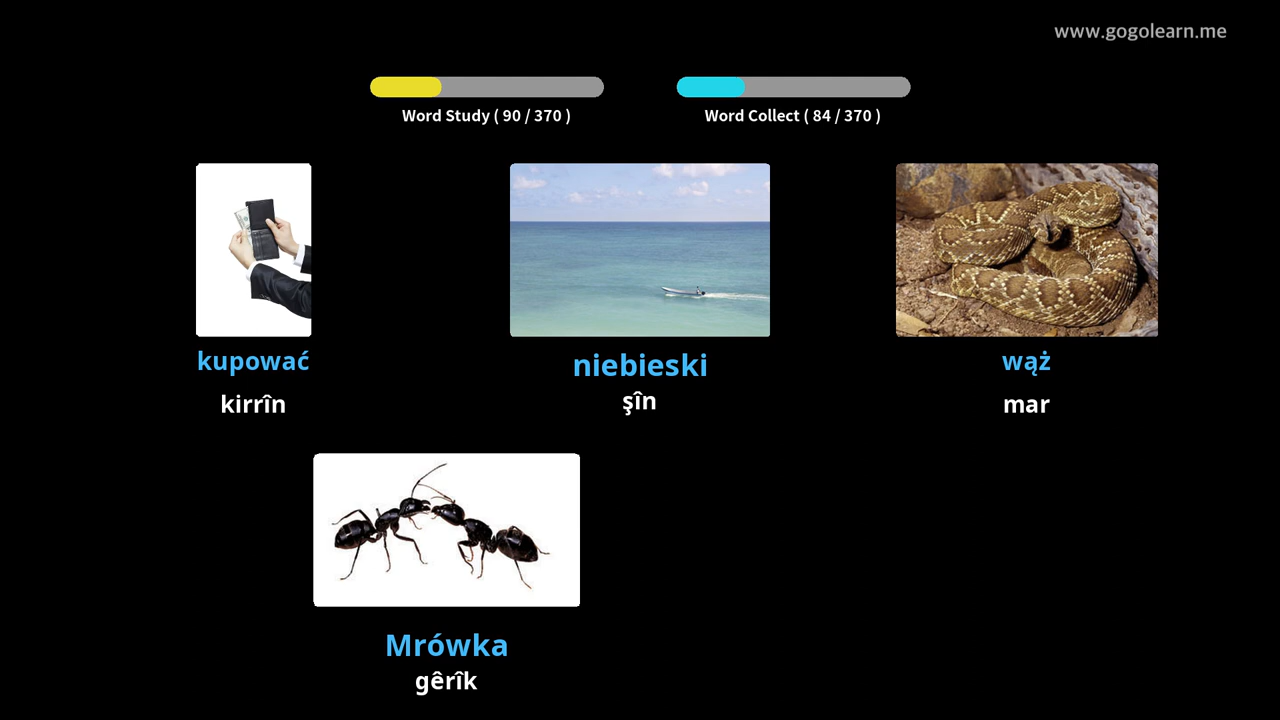 www.gogolearn.me
Word Study ( 90 / 370 )
Word Collect ( 84 / 370 )
kupować
kirrîn
niebieski
şîn
wąż
mar
Mrówka
gêrîk